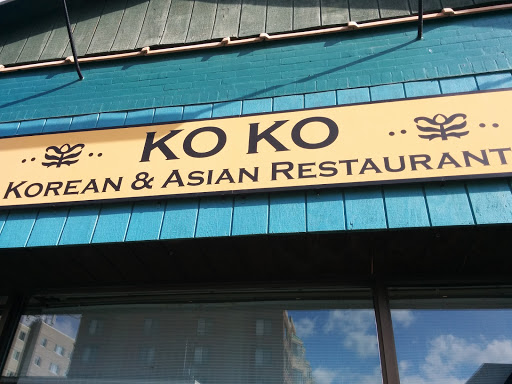 KO KO
KOREAN & ASIAN RESTAURANT